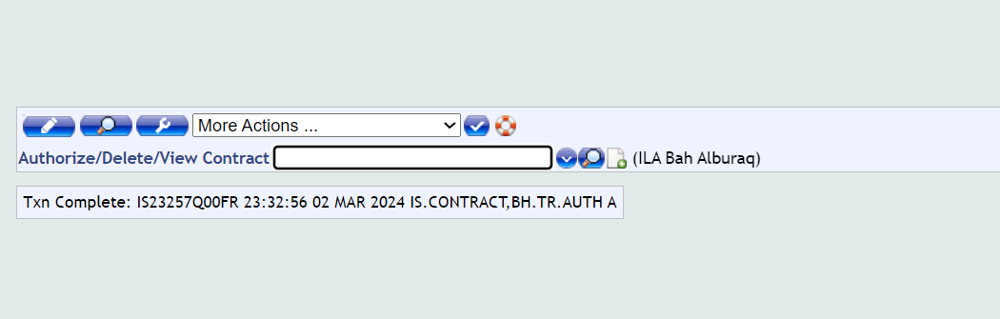 More Actions ...
Authorize/Delete/View Contract (ILA Bah Alburaq)
Txn Complete: IS23257Q00FR 23:32:56 02 MAR 2024 IS.CONTRACT,BH.TR.AUTH A